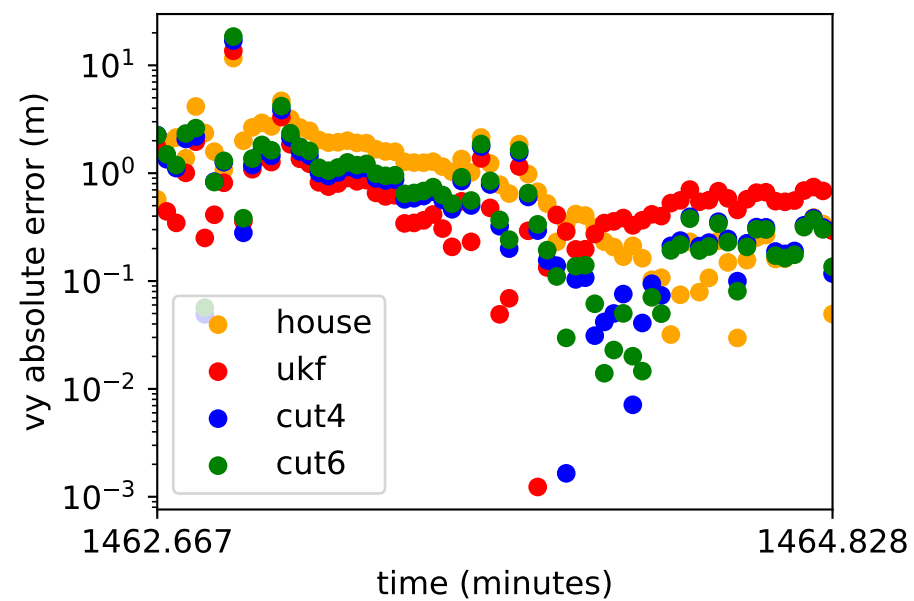 vy absolute error (m)
10¹
10⁰
10⁻¹
10⁻²
10⁻³
house
ukf
cut4
cut6
1462.667
1464.828
time (minutes)